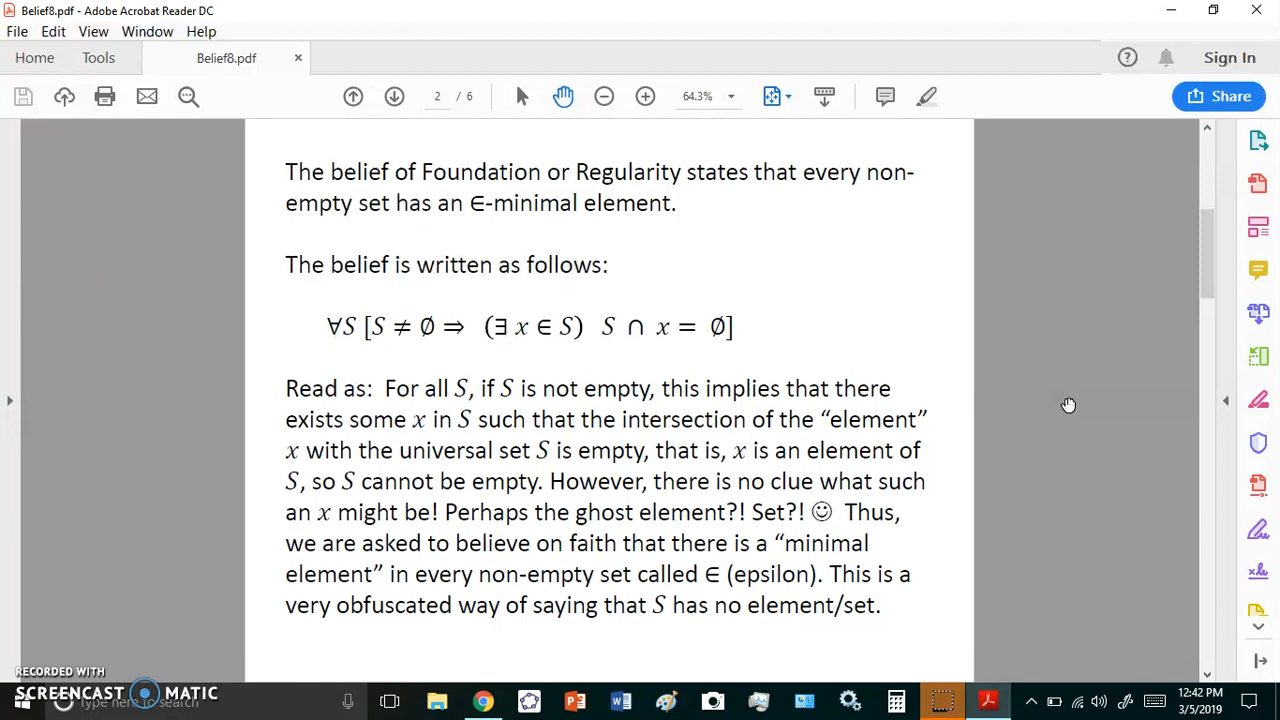 Belief8.pdf - Adobe Acrobat Reader DC
File Edit View Window Help
Home Tools Belief8.pdf × Sign In
2 / 6 64.3% Share
The belief of Foundation or Regularity states that every non-
empty set has an ∈-minimal element.
The belief is written as follows:
∀S [S ≠ ∅ ⇒ (∃ x ∈ S) S ∩ x = ∅]
Read as: For all S, if S is not empty, this implies that there
exists some x in S such that the intersection of the “element”
x with the universal set S is empty, that is, x is an element of
S, so S cannot be empty. However, there is no clue what such
an x might be! Perhaps the ghost element?! Set?! ☺ Thus,
we are asked to believe on faith that there is a “minimal
element” in every non-empty set called ∈ (epsilon). This is a
very obfuscated way of saying that S has no element/set.
RECORDED WITH
SCREENCAST MATIC
Type here to search
12:42 PM
3/5/2019